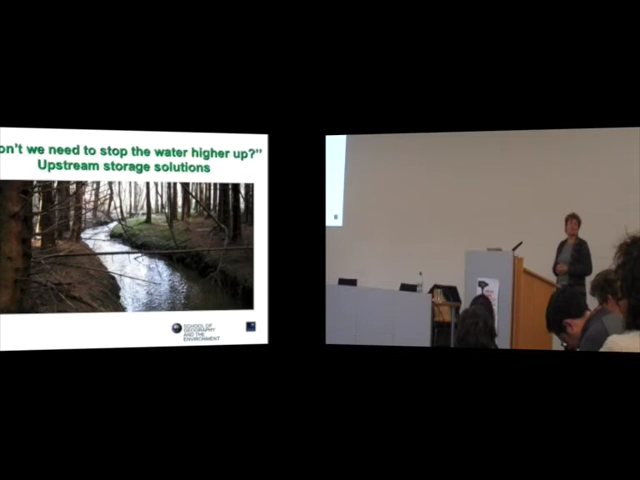 on't we need to stop the water higher up?"
Upstream storage solutions
SCHOOL OF
GEOGRAPHY
AND THE
ENVIRONMENT